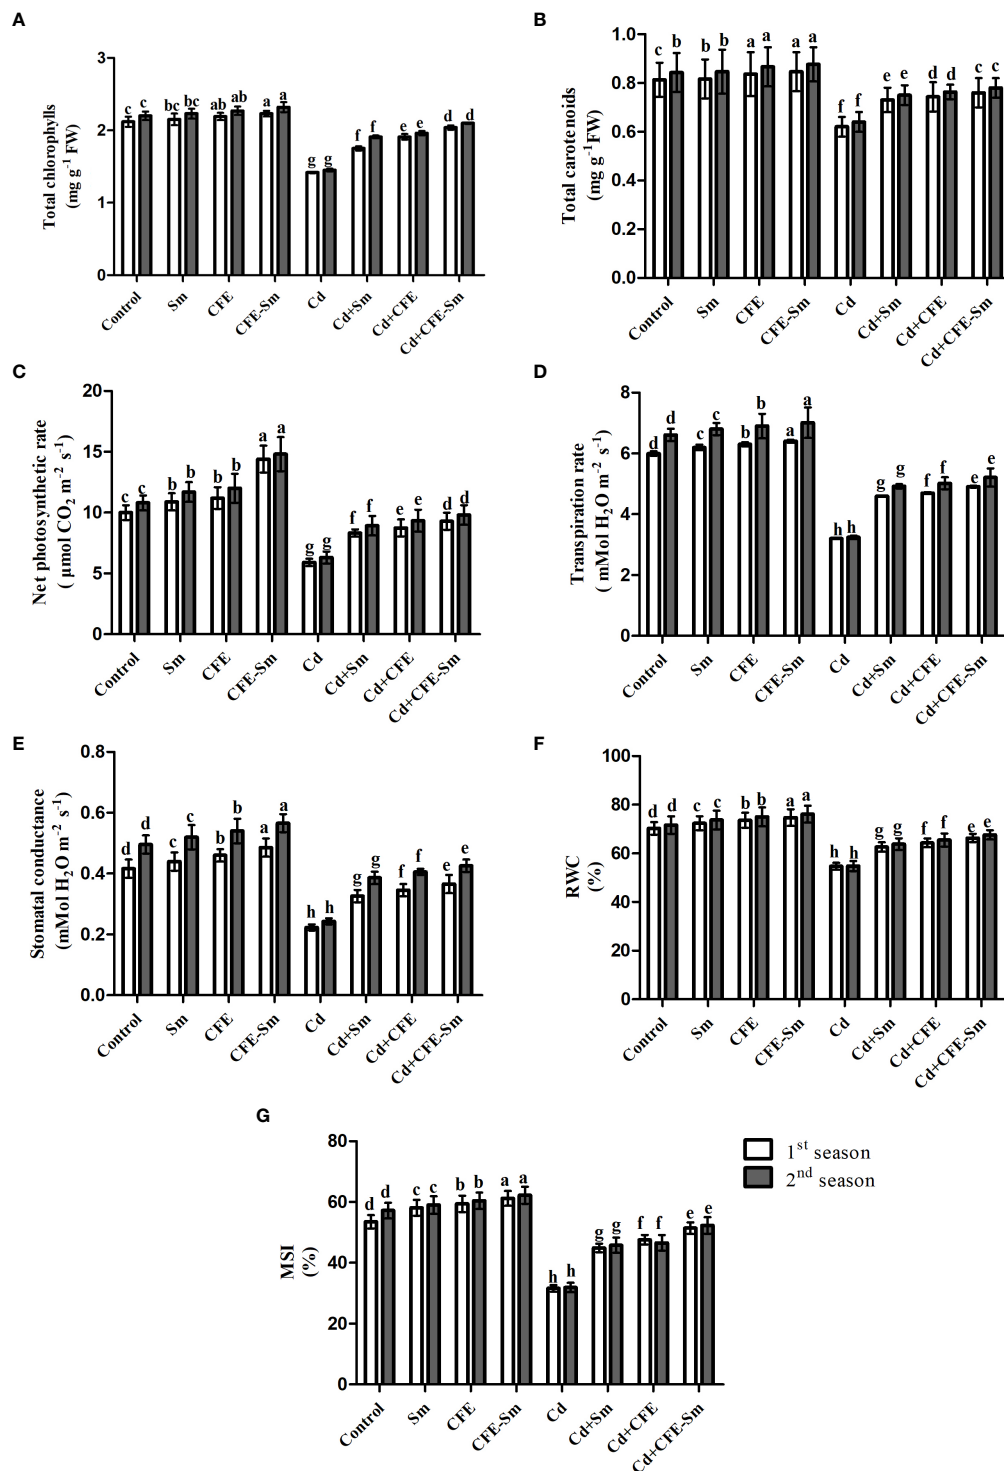 A
Total chlorophylls
(mg g⁻¹ FW)
3
2
1
0
c c bc bc ab ab a a g g f f e e d d
Control Sm CFE CFE-Sm Cd Cd+Sm Cd+CFE Cd+CFE-Sm
B
Total carotenoids
(mg g⁻¹FW)
1.0
0.8
0.6
0.4
0.2
0.0
c b b b a a a a f f e e d d c c
Control Sm CFE CFE-Sm Cd Cd+Sm Cd+CFE Cd+CFE-Sm
C
Net photosynthetic rate
( µmol CO₂ m⁻² s⁻¹)
20
15
10
5
0
c c b b b b a a g g f f e e d d
Control Sm CFE CFE-Sm Cd Cd+Sm Cd+CFE Cd+CFE-Sm
D
Transpiration rate
( mMol H₂O m⁻² s⁻¹)
8
6
4
2
0
d d c c b b a a h h g g f f e e
Control Sm CFE CFE-Sm Cd Cd+Sm Cd+CFE Cd+CFE-Sm
E
Stomatal conductance
(mMol H₂O m⁻² s⁻¹)
0.8
0.6
0.4
0.2
0.0
d d c c b b a a h h g g f f e e
Control Sm CFE CFE-Sm Cd Cd+Sm Cd+CFE Cd+CFE-Sm
F
RWC
(%)
100
80
60
40
20
0
d d c c b b a a h h g g f f e e
Control Sm CFE CFE-Sm Cd Cd+Sm Cd+CFE Cd+CFE-Sm
G
MSI
(%)
80
60
40
20
0
d d c c b b a a h h g g f f e e
Control Sm CFE CFE-Sm Cd Cd+Sm Cd+CFE Cd+CFE-Sm
1st season
2nd season